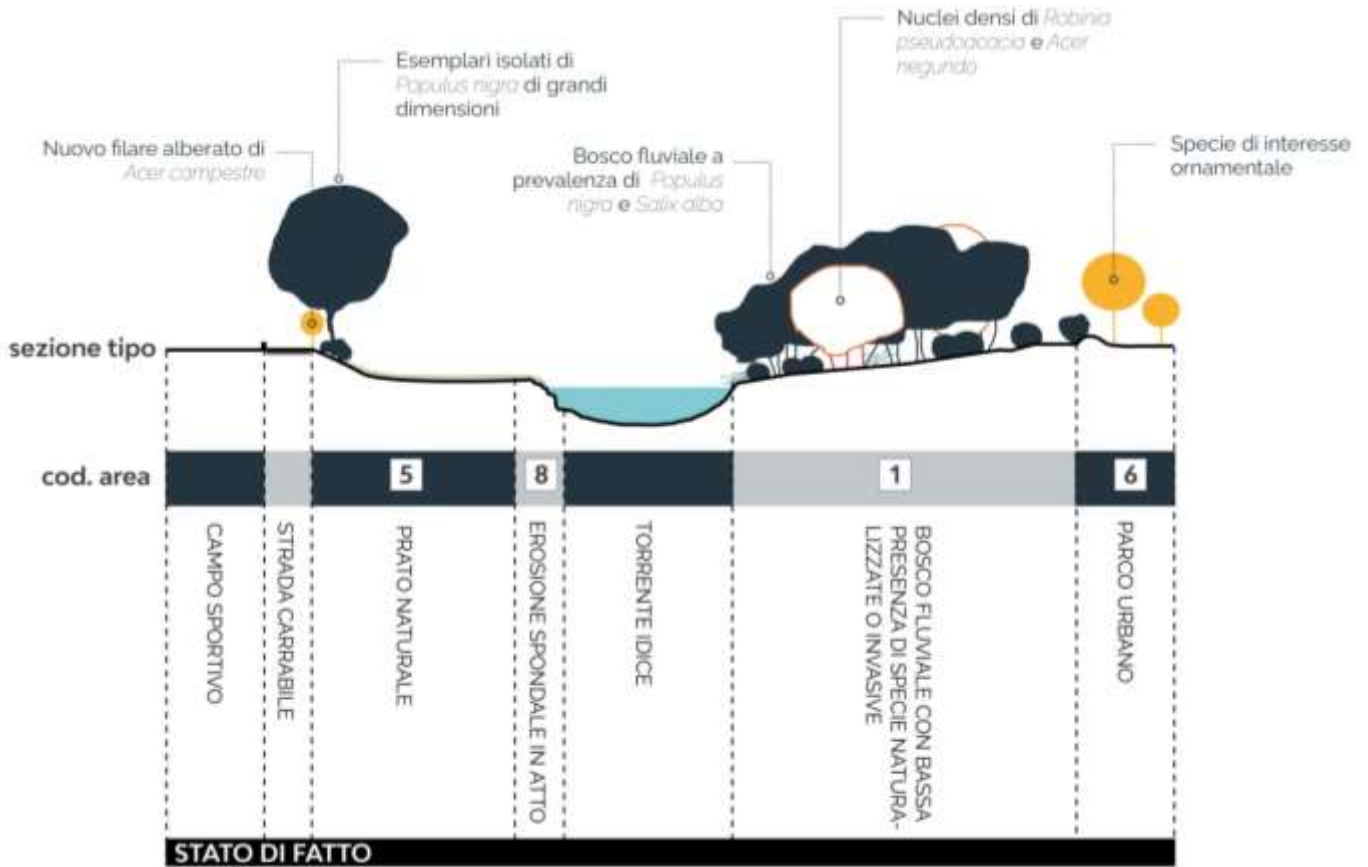 Nuclei densi di Robinia
pseudoacacia e Acer
negundo
Esemplari isolati di
Populus nigra di grandi
dimensioni
Nuovo filare alberato di
Acer campestre
Bosco fluviale a
prevalenza di Populus
nigra e Salix alba
Specie di interesse
ornamentale
sezione tipo
cod. area
5
8
1
6
CAMPO SPORTIVO
STRADA CARRABILE
PRATO NATURALE
EROSIONE SPONDALE IN ATTO
TORRENTE IDICE
BOSCO FLUVIALE CON BASSA
PRESENZA DI SPECIE NATURA-
LIZZATE O INVASIVE
PARCO URBANO
STATO DI FATTO